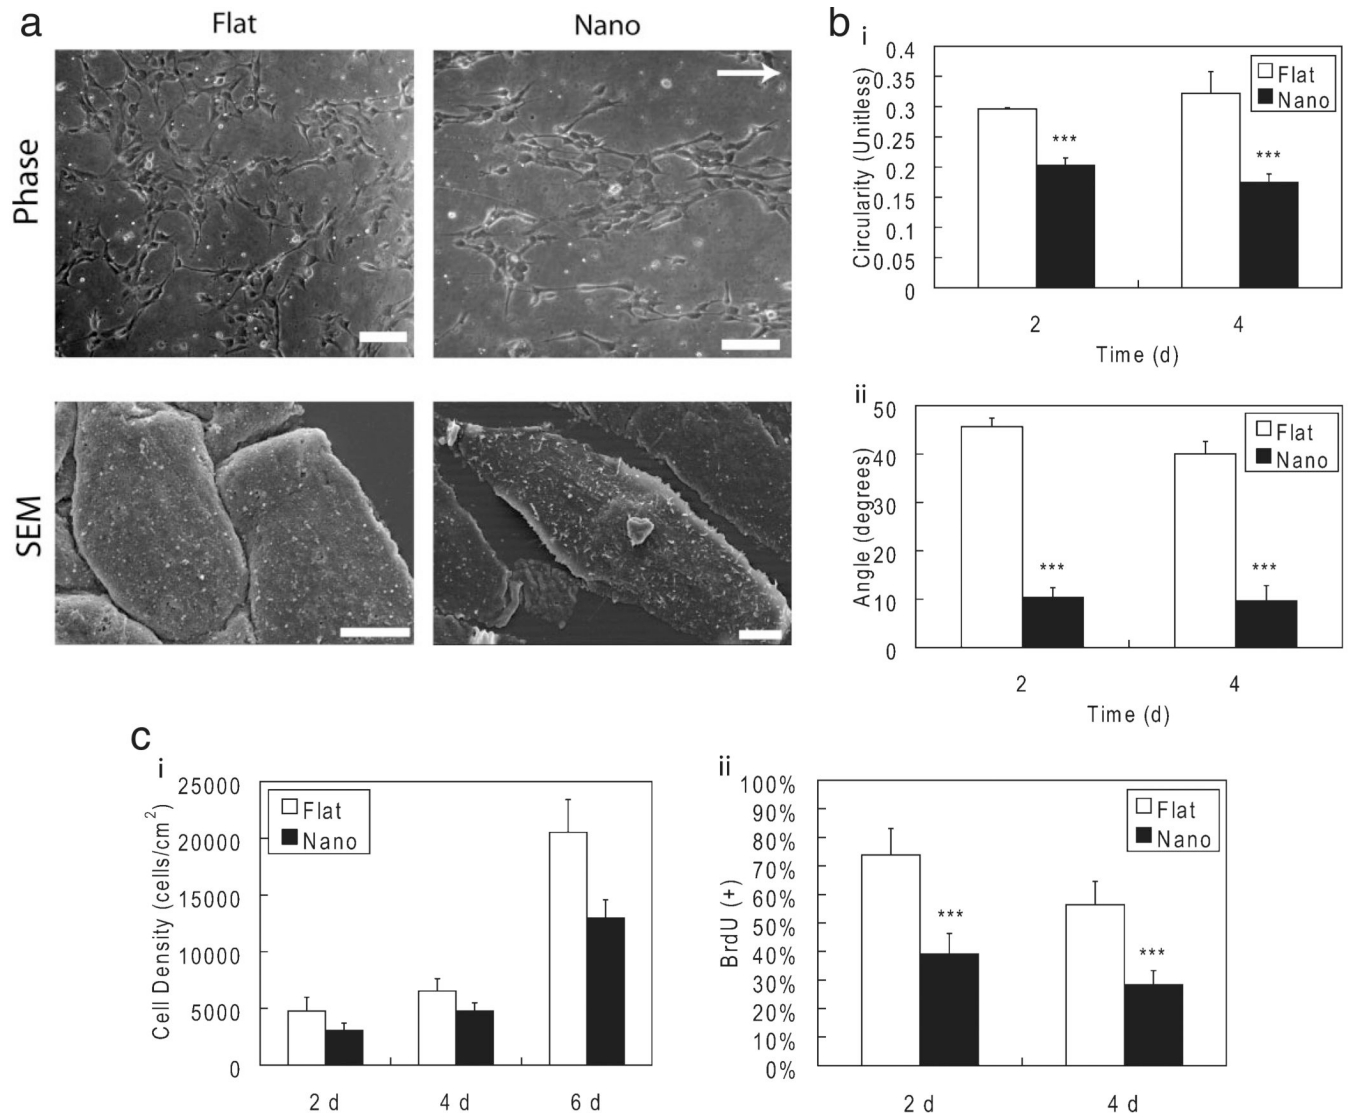 a
Flat
Nano
Phase
SEM
b
i
0.4
0.35
0.3
0.25
0.2
0.15
0.1
0.05
0
Circularity (Unitless)
Flat
Nano
***
***
2
4
Time (d)
ii
50
40
30
20
10
0
Angle (degrees)
Flat
Nano
***
***
2
4
Time (d)
c
i
25000
20000
15000
10000
5000
0
Cell Density (cells/cm²)
Flat
Nano
2 d
4 d
6 d
ii
100%
90%
80%
70%
60%
50%
40%
30%
20%
10%
0%
BrdU (+)
Flat
Nano
***
***
2 d
4 d